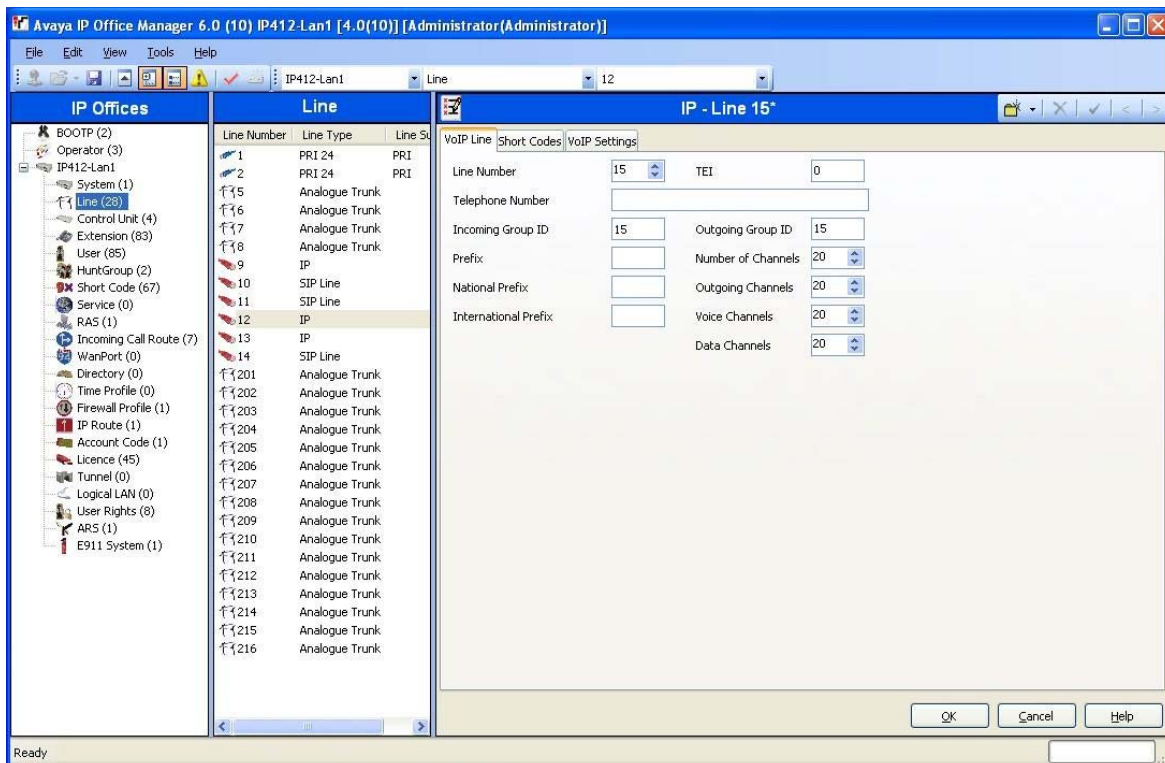 Avaya IP Office Manager 6.0 (10) IP412-Lan1 [4.0(10)] [Administrator(Administrator)]
File Edit View Tools Help
IP412-Lan1 Line 12
IP Offices
BOOTP (2)
Operator (3)
IP412-Lan1
System (1)
Line (28)
Control Unit (4)
Extension (83)
User (85)
HuntGroup (2)
Short Code (67)
Service (0)
RAS (1)
Incoming Call Route (7)
WanPort (0)
Directory (0)
Time Profile (0)
Firewall Profile (1)
IP Route (1)
Account Code (1)
Licence (45)
Tunnel (0)
Logical LAN (0)
User Rights (8)
ARS (1)
E911 System (1)
Line
Line Number Line Type Line Su
1 PRI 24 PRI
2 PRI 24 PRI
5 Analogue Trunk
6 Analogue Trunk
7 Analogue Trunk
8 Analogue Trunk
9 IP
10 SIP Line
11 SIP Line
12 IP
13 IP
14 SIP Line
201 Analogue Trunk
202 Analogue Trunk
203 Analogue Trunk
204 Analogue Trunk
205 Analogue Trunk
206 Analogue Trunk
207 Analogue Trunk
208 Analogue Trunk
209 Analogue Trunk
210 Analogue Trunk
211 Analogue Trunk
212 Analogue Trunk
213 Analogue Trunk
214 Analogue Trunk
215 Analogue Trunk
216 Analogue Trunk
IP - Line 15*
VoIP Line Short Codes VoIP Settings
Line Number 15 TEI 0
Telephone Number
Incoming Group ID 15 Outgoing Group ID 15
Prefix Number of Channels 20
National Prefix Outgoing Channels 20
International Prefix Voice Channels 20
Data Channels 20
OK Cancel Help
Ready